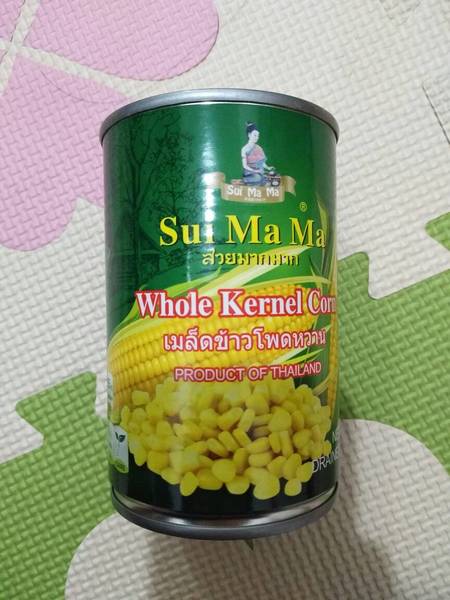 Sui Ma Ma
Sui Ma Ma ®
สวยมากมาก
Whole Kernel Corn
เมล็ดข้าวโพดหวาน
PRODUCT OF THAILAND